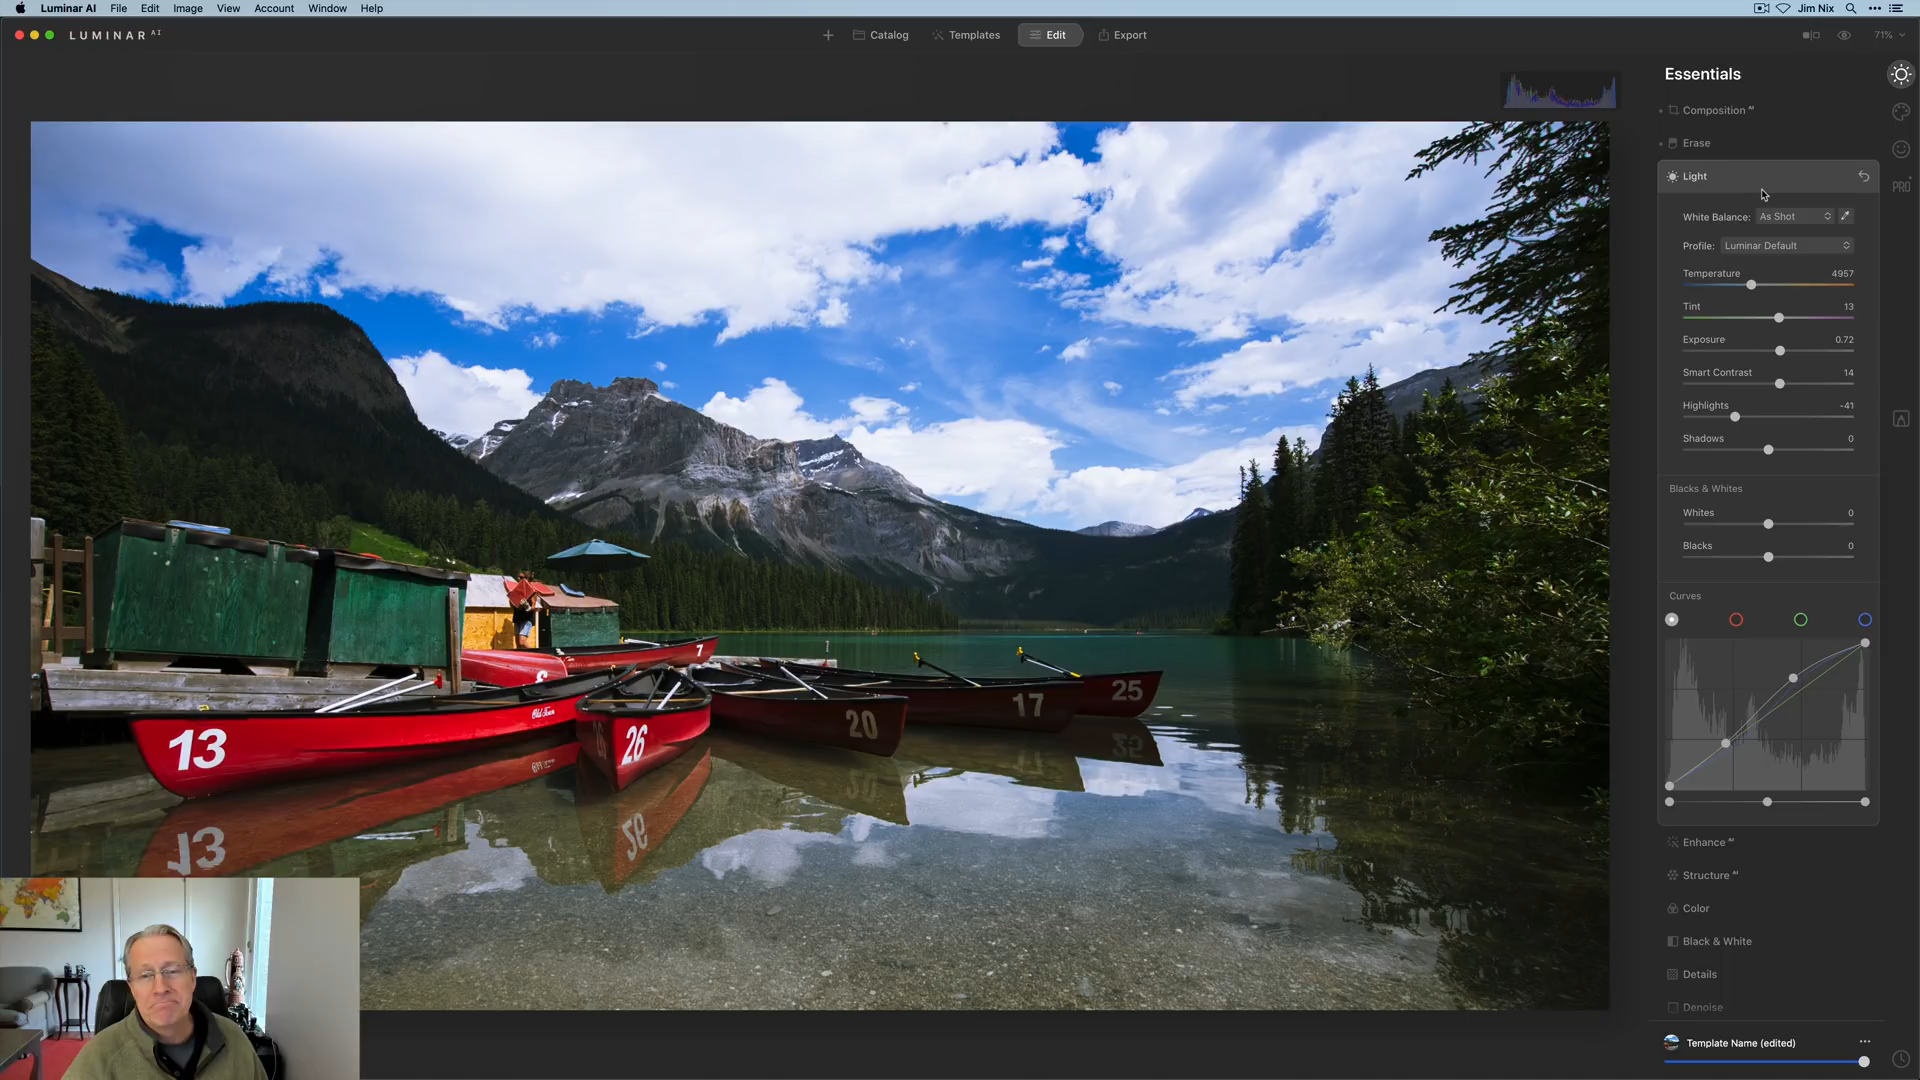 Luminar AI File Edit Image View Account Window Help Jim Nix
LUMINAR AI
Catalog Templates Edit Export 71%
Essentials
Composition AI
Erase
Light
White Balance: As Shot
Profile: Luminar Default
Temperature 4957
Tint 13
Exposure 0.72
Smart Contrast 14
Highlights -41
Shadows 0
Blacks & Whites
Whites 0
Blacks 0
Curves
Enhance AI
Structure AI
Color
Black & White
Details
Denoise
Template Name (edited)
PRO
7
6
25
17
20
Old Town
13
26